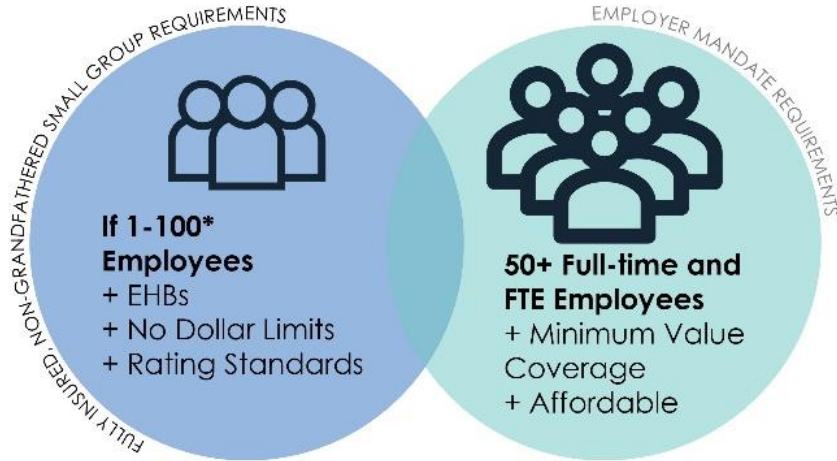 FULLY INSURED, NON-GRANDFATHERED SMALL GROUP REQUIREMENTS
If 1-100*
Employees
+ EHBs
+ No Dollar Limits
+ Rating Standards
EMPLOYER MANDATE REQUIREMENTS
50+ Full-time and
FTE Employees
+ Minimum Value
Coverage
+ Affordable